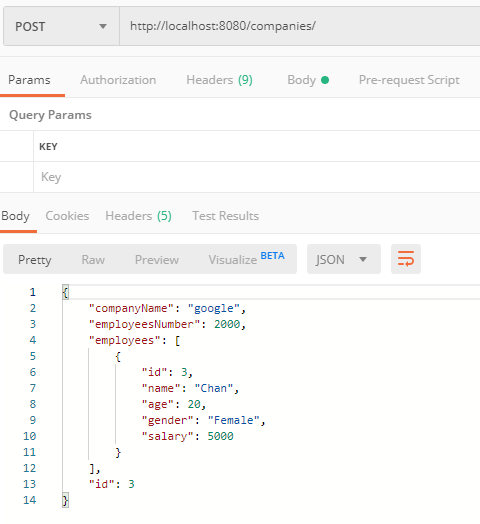 POST http://localhost:8080/companies/
Params Authorization Headers (9) Body Pre-request Script
Query Params
KEY
Key
Body Cookies Headers (5) Test Results
Pretty Raw Preview Visualize BETA JSON
1 {
2 "companyName": "google",
3 "employeesNumber": 2000,
4 "employees": [
5 {
6 "id": 3,
7 "name": "Chan",
8 "age": 20,
9 "gender": "Female",
10 "salary": 5000
11 }
12 ],
13 "id": 3
14 }